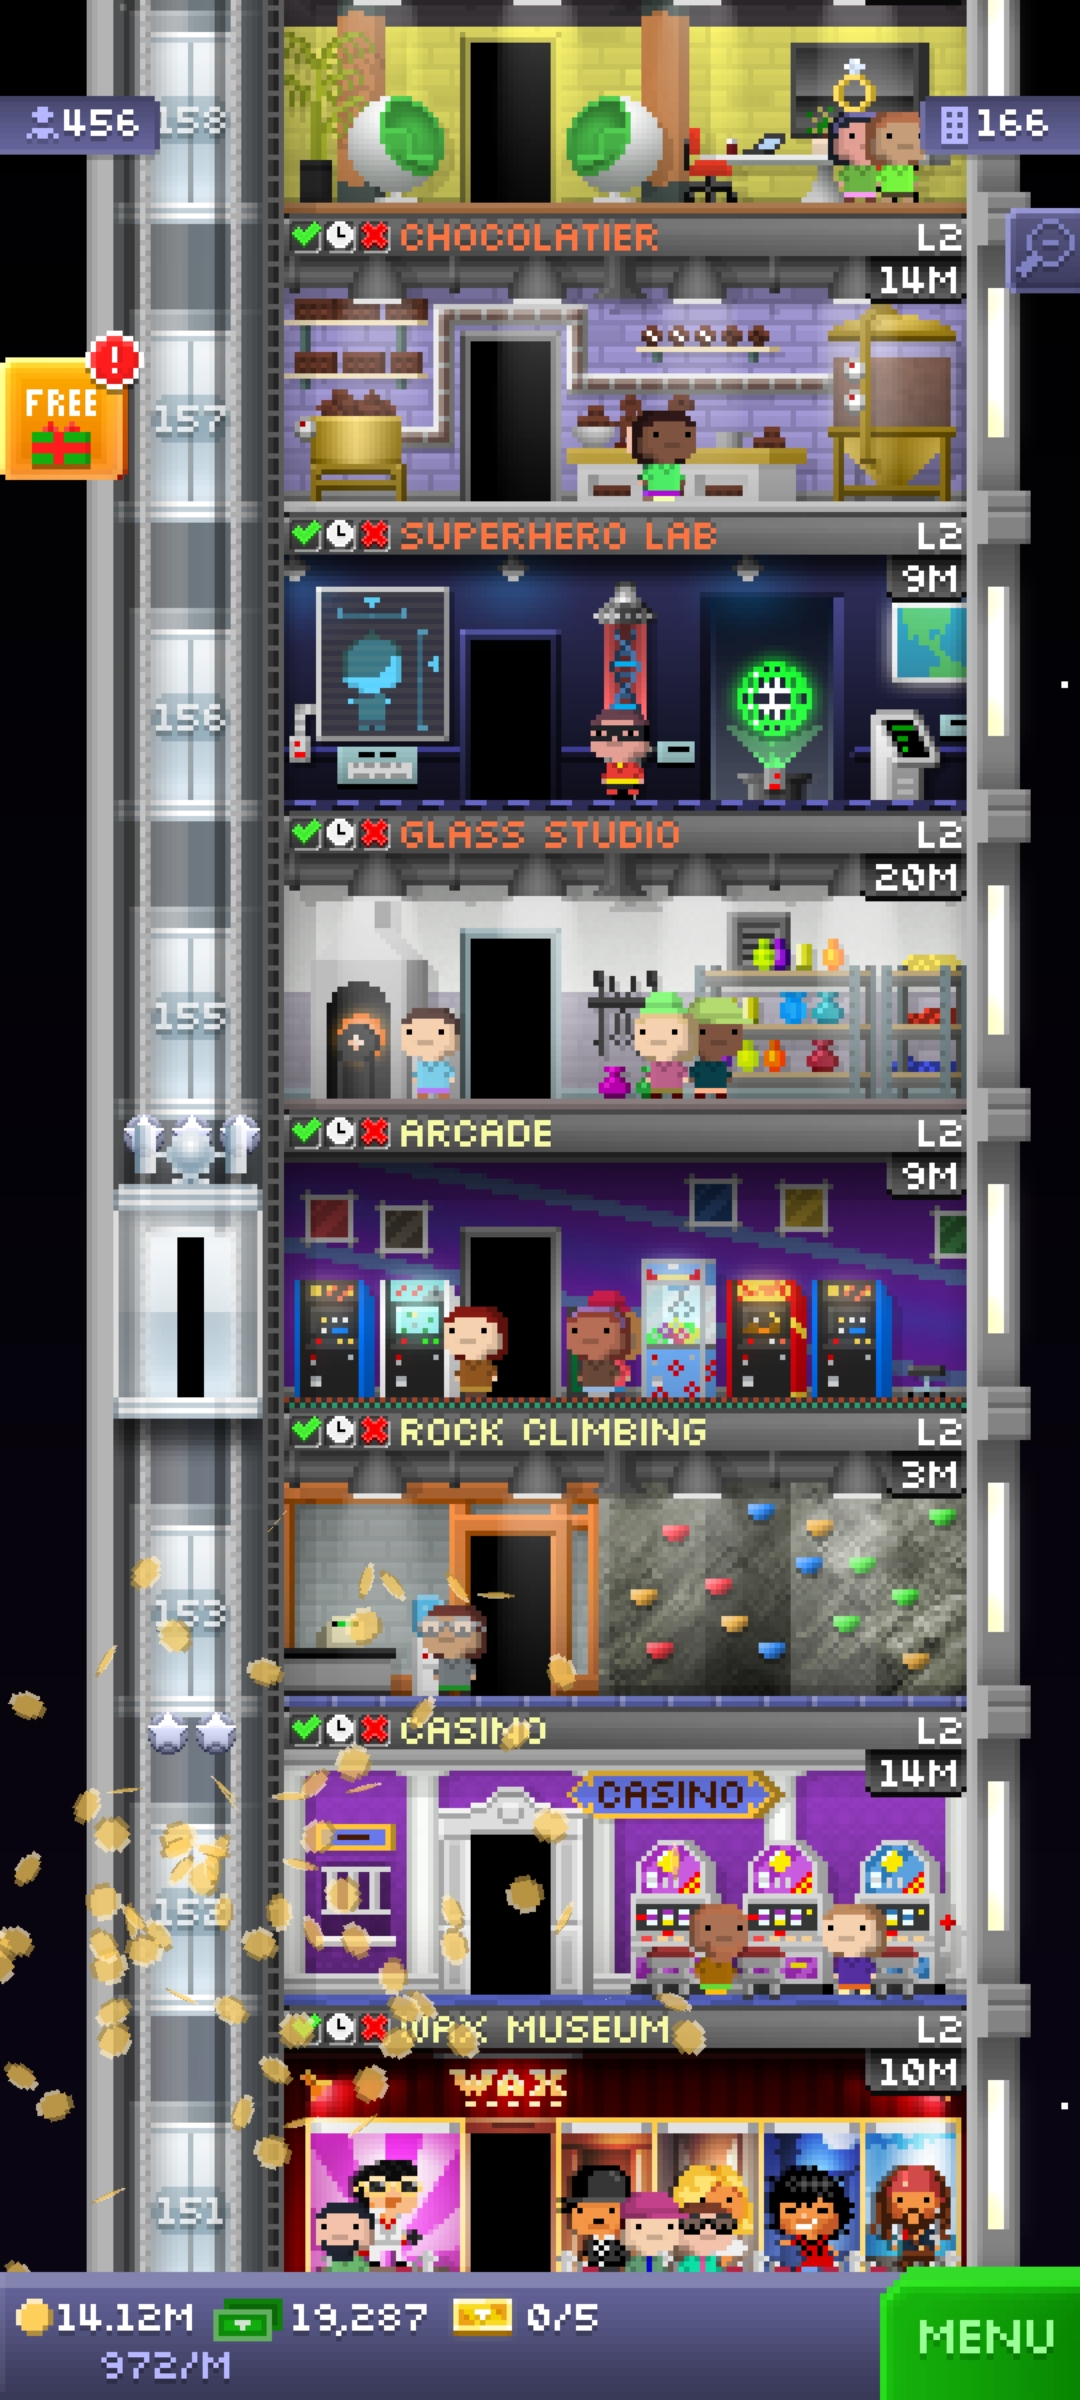 456
158
166
CHOCOLATIER L2
14M
FREE
!
157
SUPERHERO LAB L2
9M
156
GLASS STUDIO L2
20M
155
ARCADE L2
9M
ROCK CLIMBING L2
3M
153
CASINO L2
14M
CASINO
152
WAX MUSEUM L2
10M
WAX
151
14.12M 19,287 0/5
972/M
MENU